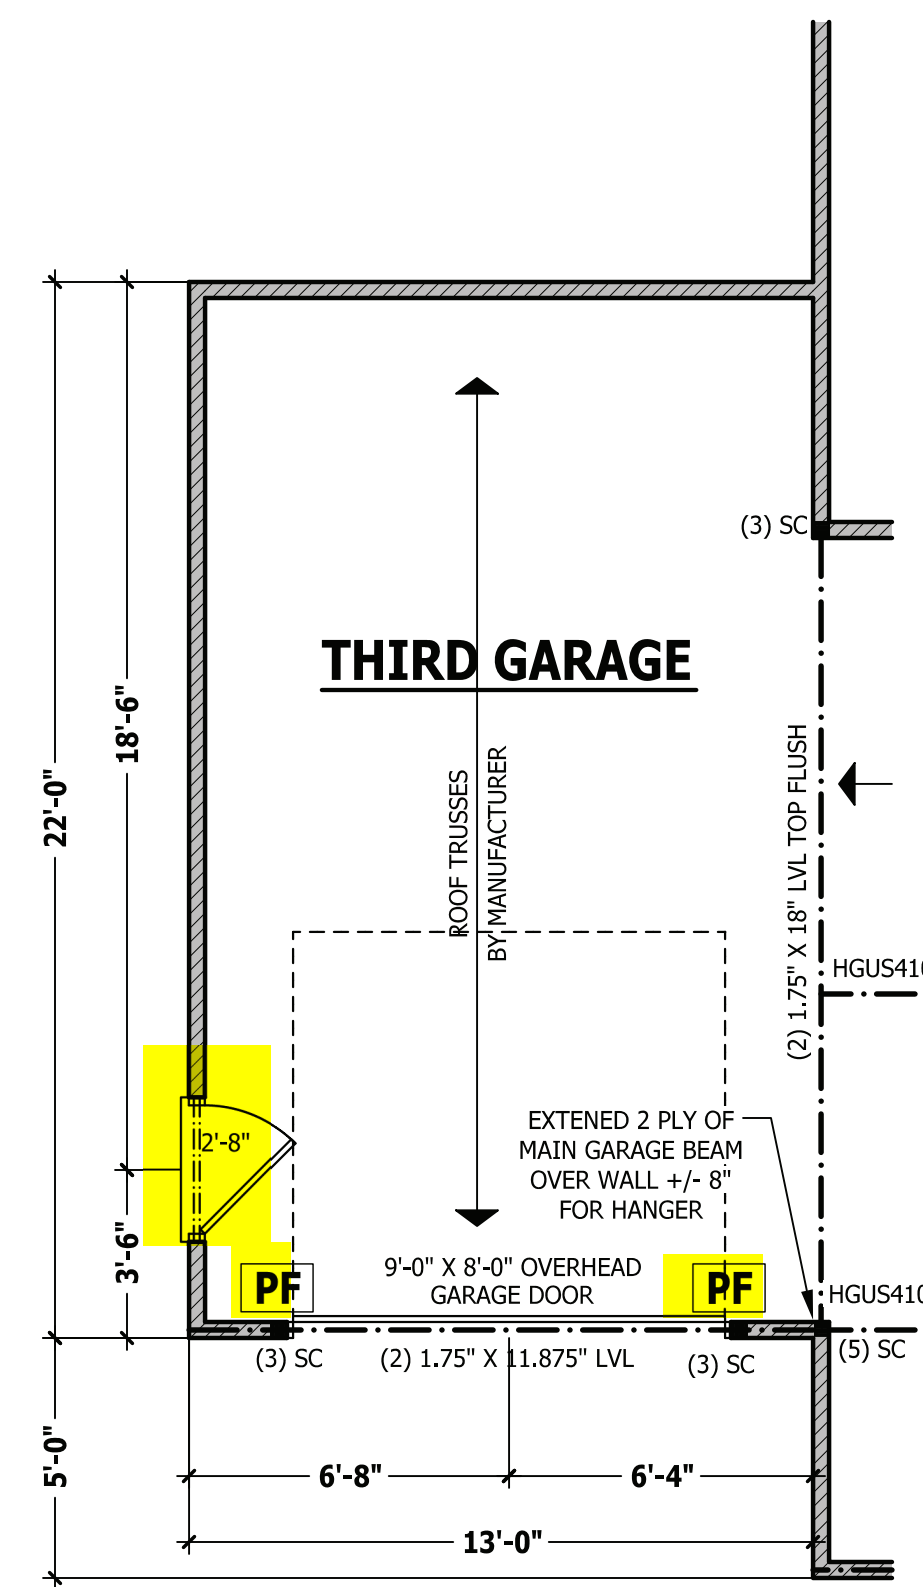 (3) SC
THIRD GARAGE
18'-6"
22'-0"
ROOF TRUSSES
BY MANUFACTURER
(2) 1.75" X 18" LVL TOP FLUSH
HGUS410
2'-8"
EXTENED 2 PLY OF
MAIN GARAGE BEAM
OVER WALL +/- 8"
FOR HANGER
3'-6"
PF
9'-0" X 8'-0" OVERHEAD
GARAGE DOOR
PF
HGUS410
(3) SC
(2) 1.75" X 11.875" LVL
(3) SC
(5) SC
5'-0"
6'-8"
6'-4"
13'-0"